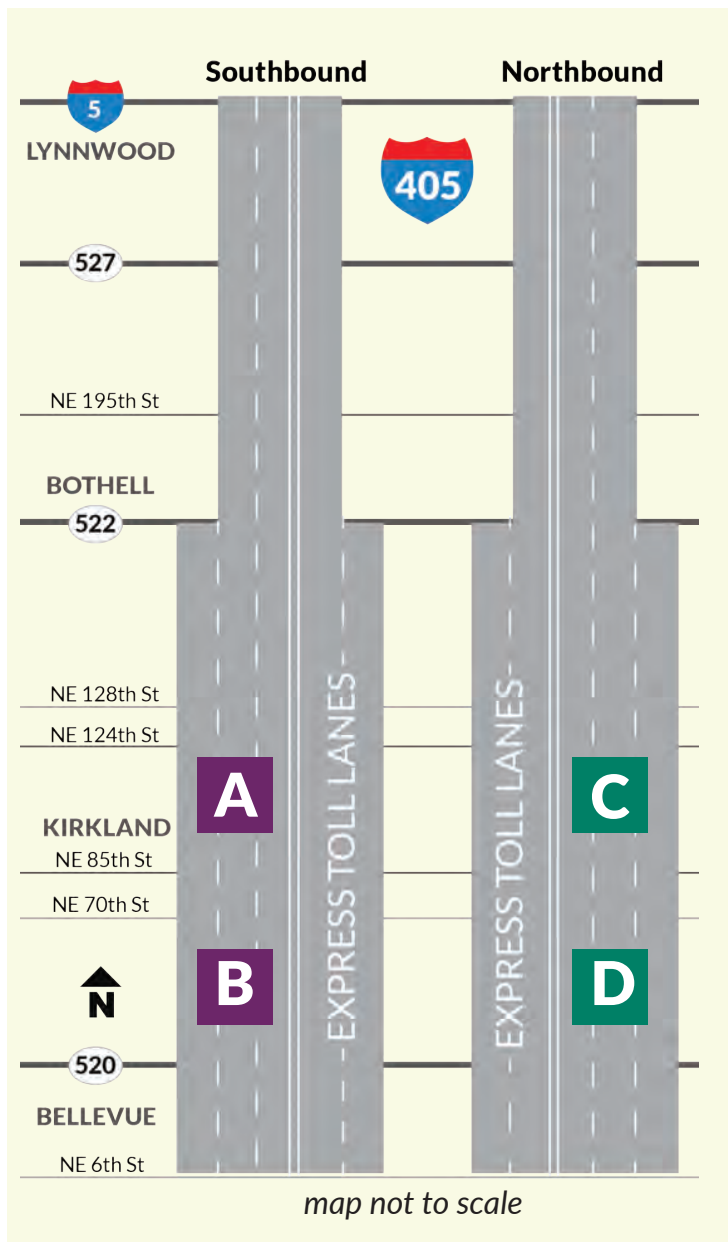 Southbound
Northbound
5
LYNNWOOD
405
527
NE 195th St
BOTHELL
522
NE 128th St
NE 124th St
A
C
KIRKLAND
NE 85th St
NE 70th St
EXPRESS TOLL LANES
EXPRESS TOLL LANES
B
D
N
520
BELLEVUE
NE 6th St
map not to scale